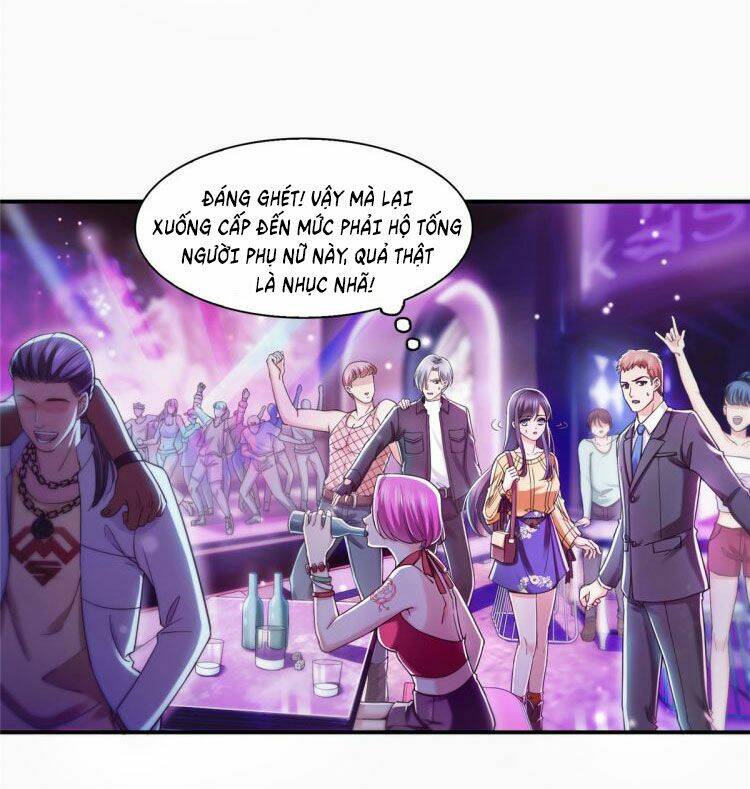 ĐÁNG GHÉT! VẬY MÀ LẠI
XUỐNG CẤP ĐẾN MỨC PHẢI HỘ TỐNG
NGƯỜI PHỤ NỮ NÀY, QUẢ THẬT
LÀ NHỤC NHÃ!